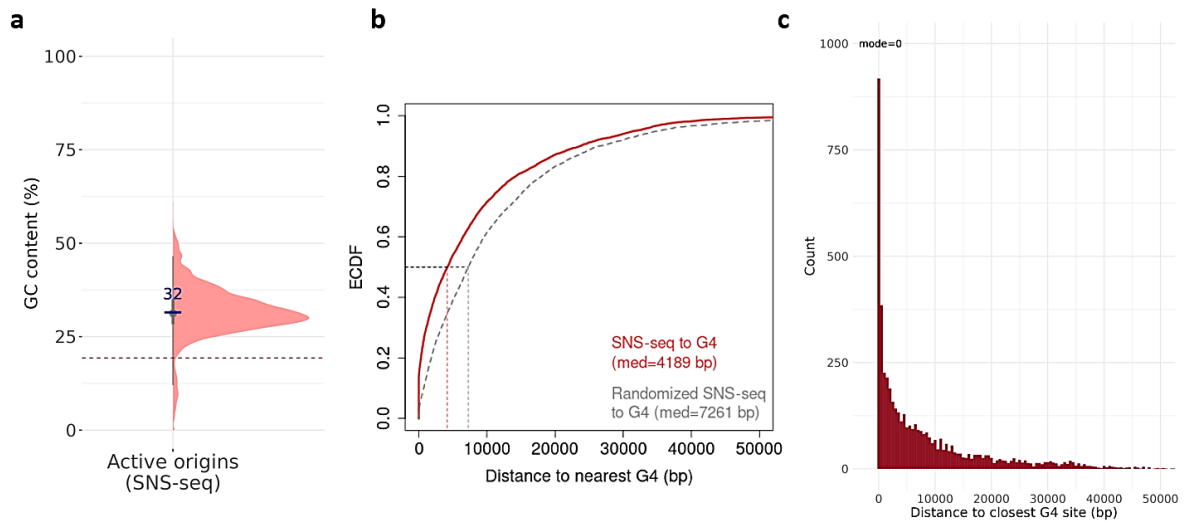 a
100
75
50
25
0
GC content (%)
32
Active origins
(SNS-seq)
b
1.0
0.8
0.6
0.4
0.2
0.0
ECDF
SNS-seq to G4
(med=4189 bp)
Randomized SNS-seq
to G4 (med=7261 bp)
0 10000 20000 30000 40000 50000
Distance to nearest G4 (bp)
c
mode=0
1000
750
500
250
0
Count
0 10000 20000 30000 40000 50000
Distance to closest G4 site (bp)